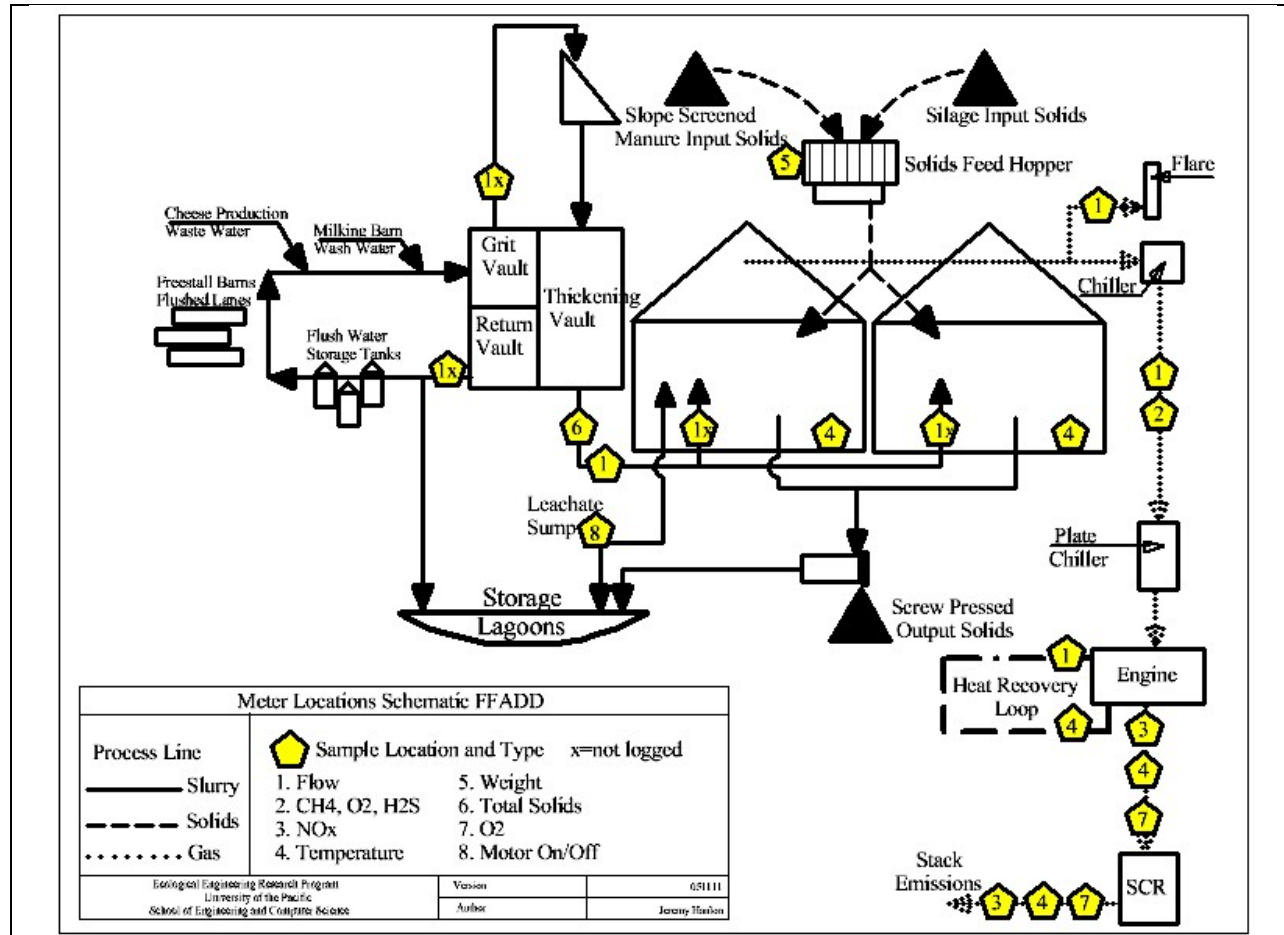 Slope Screened
Manure Input Solids
Silage Input Solids
5
Solids Feed Hopper
Flare
1x
1
Cheese Production
Waste Water
Milking Barn
Wash Water
Grit
Vault
Thickening
Vault
Return
Vault
Freestall Barns
Flushed Lanes
Flush Water
Storage Tanks
1x
Chiller
1
2
6
1
1x
4
1x
4
Leachate
Sump
8
Plate
Chiller
Storage
Lagoons
Screw Pressed
Output Solids
1
Heat Recovery
Loop
4
Engine
3
4
7
SCR
Stack
Emissions
3
4
7
Meter Locations Schematic FFADD
Process Line
Slurry
Solids
Gas
Sample Location and Type x=not logged
1. Flow
2. CH4, O2, H2S
3. NOx
4. Temperature
5. Weight
6. Total Solids
7. O2
8. Motor On/Off
Ecological Engineering Research Program
University of the Pacific
School of Engineering and Computer Science
Version 051111
Author Jeremy Hanlon